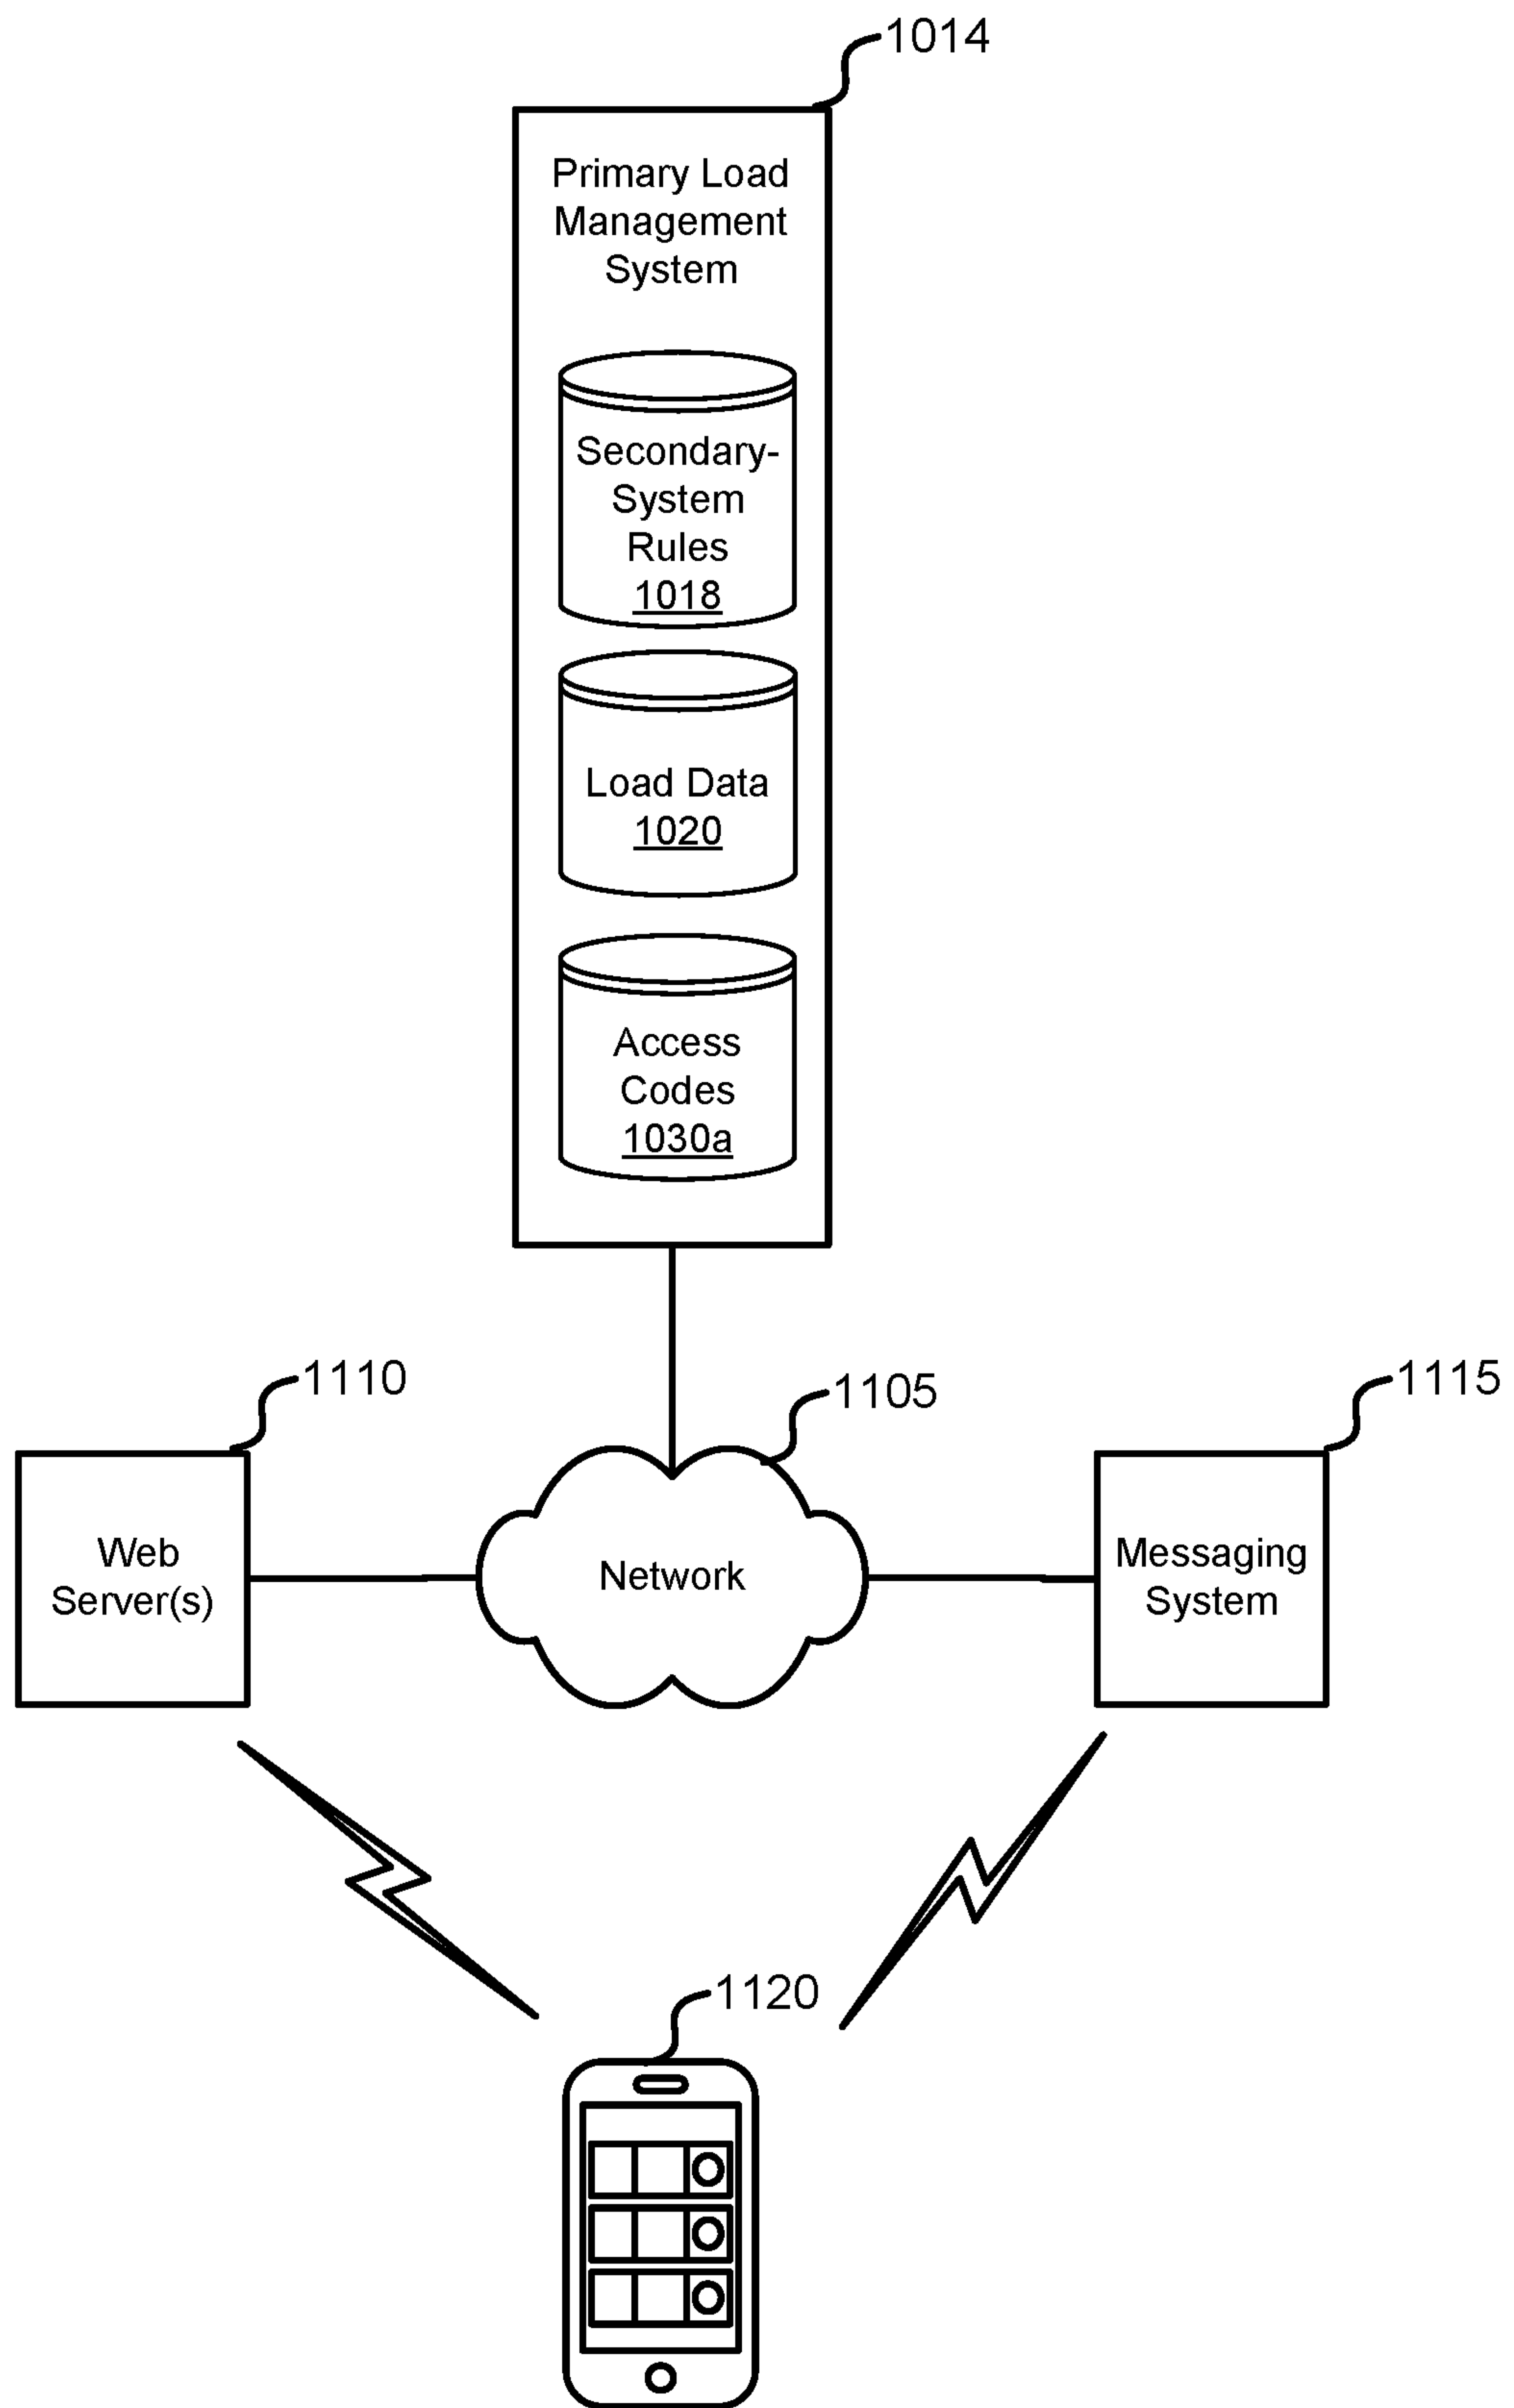 1014
Primary Load
Management
System
Secondary-
System
Rules
1018
Load Data
1020
Access
Codes
1030a
1110
1105
1115
Web
Server(s)
Network
Messaging
System
1120